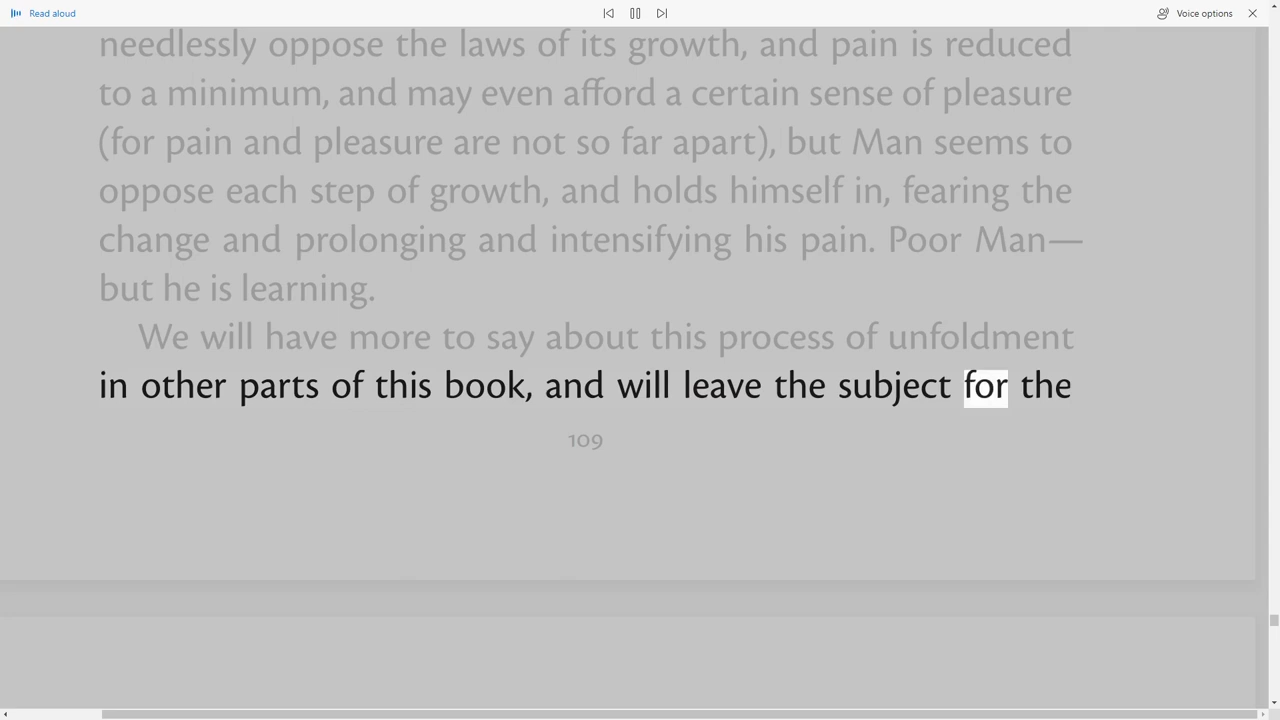 Read aloud
Voice options
needlessly oppose the laws of its growth, and pain is reduced
to a minimum, and may even afford a certain sense of pleasure
(for pain and pleasure are not so far apart), but Man seems to
oppose each step of growth, and holds himself in, fearing the
change and prolonging and intensifying his pain. Poor Man—
but he is learning.
We will have more to say about this process of unfoldment
in other parts of this book, and will leave the subject for the
109